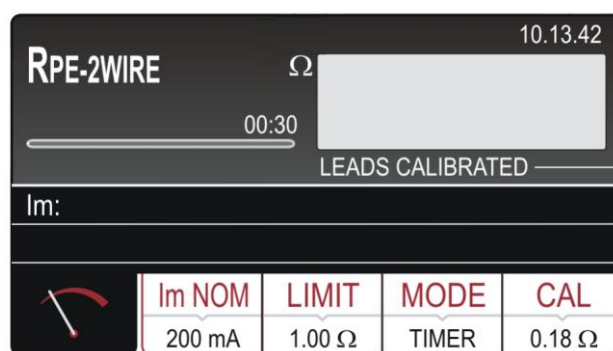 10.13.42
RPE-2WIRE
Ω
00:30
LEADS CALIBRATED
Im:
Im NOM LIMIT MODE CAL
200 mA 1.00 Ω TIMER 0.18 Ω